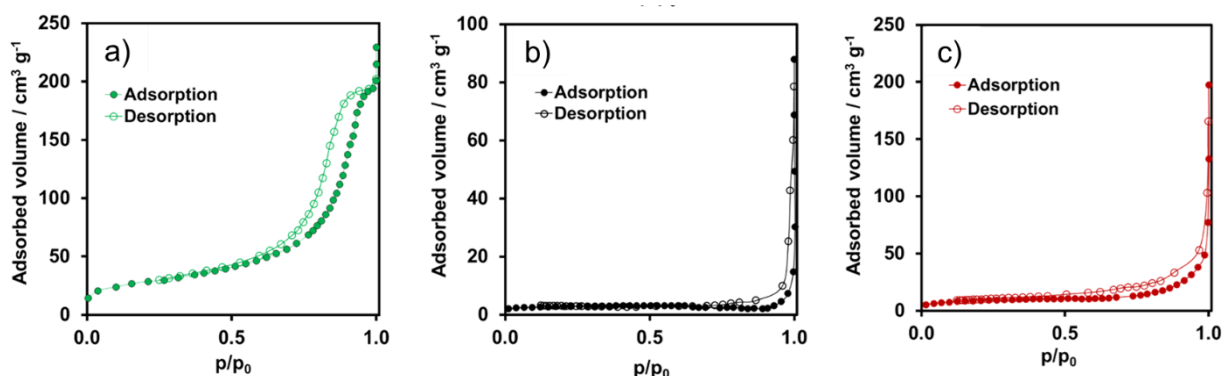 a)
250
200
150
100
50
0
Adsorbed volume / cm³ g⁻¹
Adsorption
Desorption
0.0 0.5 1.0
p/p₀
b)
100
80
60
40
20
0
Adsorbed volume / cm³ g⁻¹
Adsorption
Desorption
0.0 0.5 1.0
p/p₀
c)
250
200
150
100
50
0
Adsorbed volume / cm³ g⁻¹
Adsorption
Desorption
0.0 0.5 1.0
p/p₀